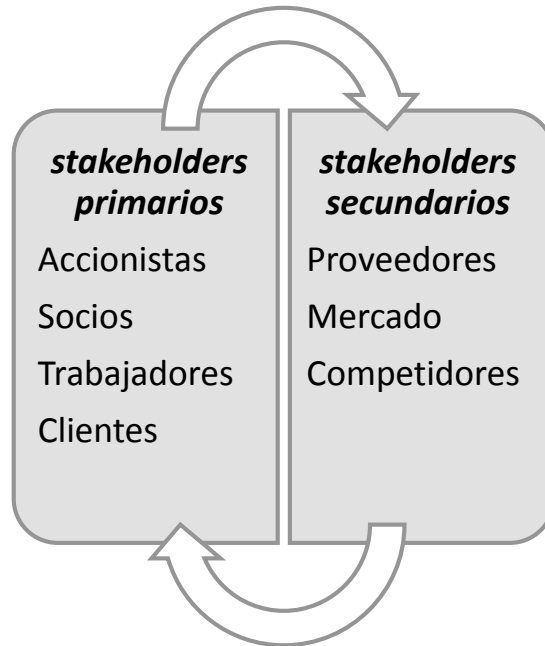 stakeholders
primarios
Accionistas
Socios
Trabajadores
Clientes
stakeholders
secundarios
Proveedores
Mercado
Competidores